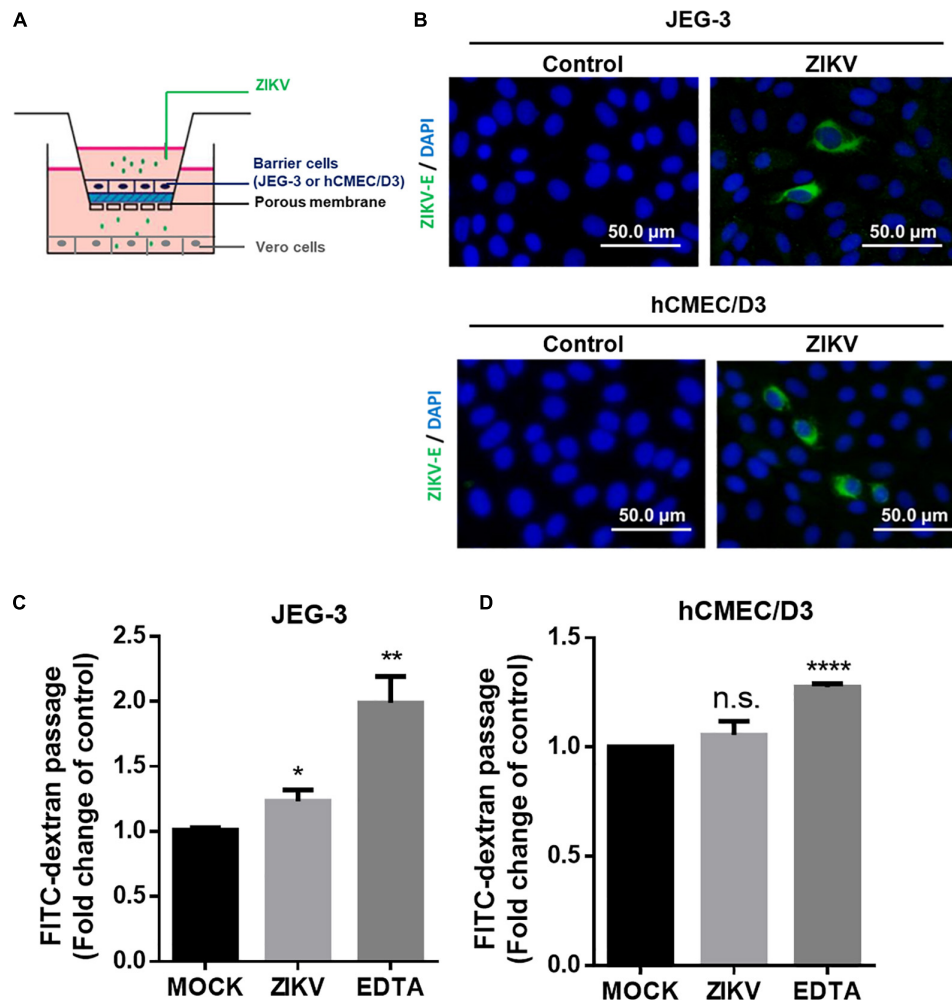 A
ZIKV
Barrier cells
(JEG-3 or hCMEC/D3)
Porous membrane
Vero cells
B
JEG-3
Control
ZIKV
ZIKV-E / DAPI
50.0 µm
50.0 µm
hCMEC/D3
Control
ZIKV
ZIKV-E / DAPI
50.0 µm
50.0 µm
C
JEG-3
FITC-dextran passage
(Fold change of control)
2.5
2.0
1.5
1.0
0.5
0.0
*
**
MOCK
ZIKV
EDTA
D
hCMEC/D3
FITC-dextran passage
(Fold change of control)
1.5
1.0
0.5
0.0
n.s.
****
MOCK
ZIKV
EDTA